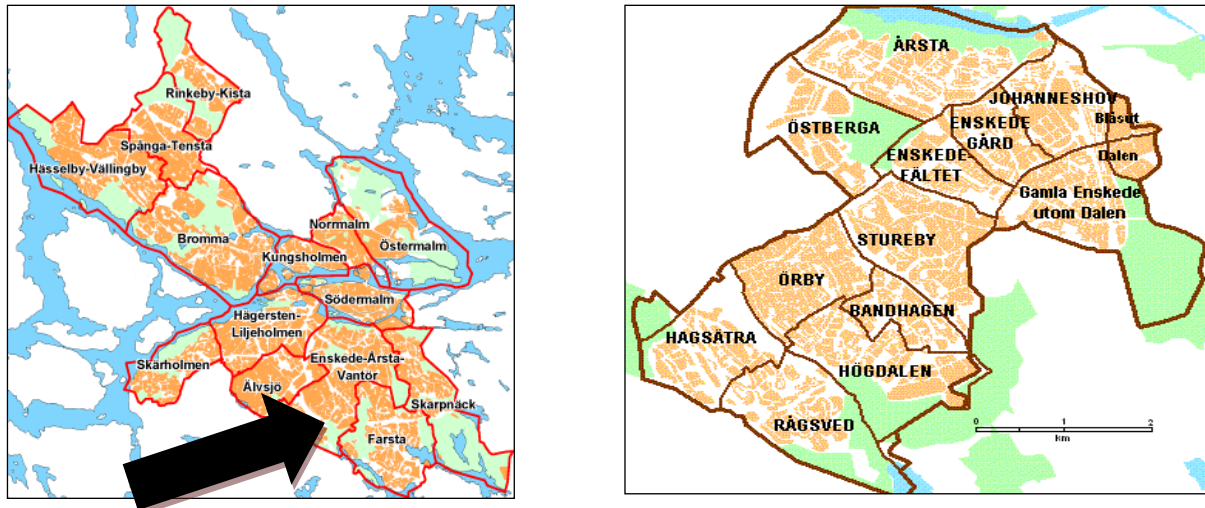 Rinkeby-Kista
Spånga-Tensta
Hässelby-Vällingby
Bromma
Norrmalm
Östermalm
Kungsholmen
Södermalm
Hägersten-
Liljeholmen
Skärholmen
Enskede-Årsta-
Vantör
Älvsjö
Skarpnäck
Farsta
ÅRSTA
JOHANNESHOV
Blåsut
ÖSTBERGA
ENSKEDE
GÅRD
ENSKEDE
FÄLTET
Dalen
Gamla Enskede
utom Dalen
STUREBY
ÖRBY
BANDHAGEN
HAGSÄTRA
HÖGDALEN
RÅGSVED
0 1 2
km